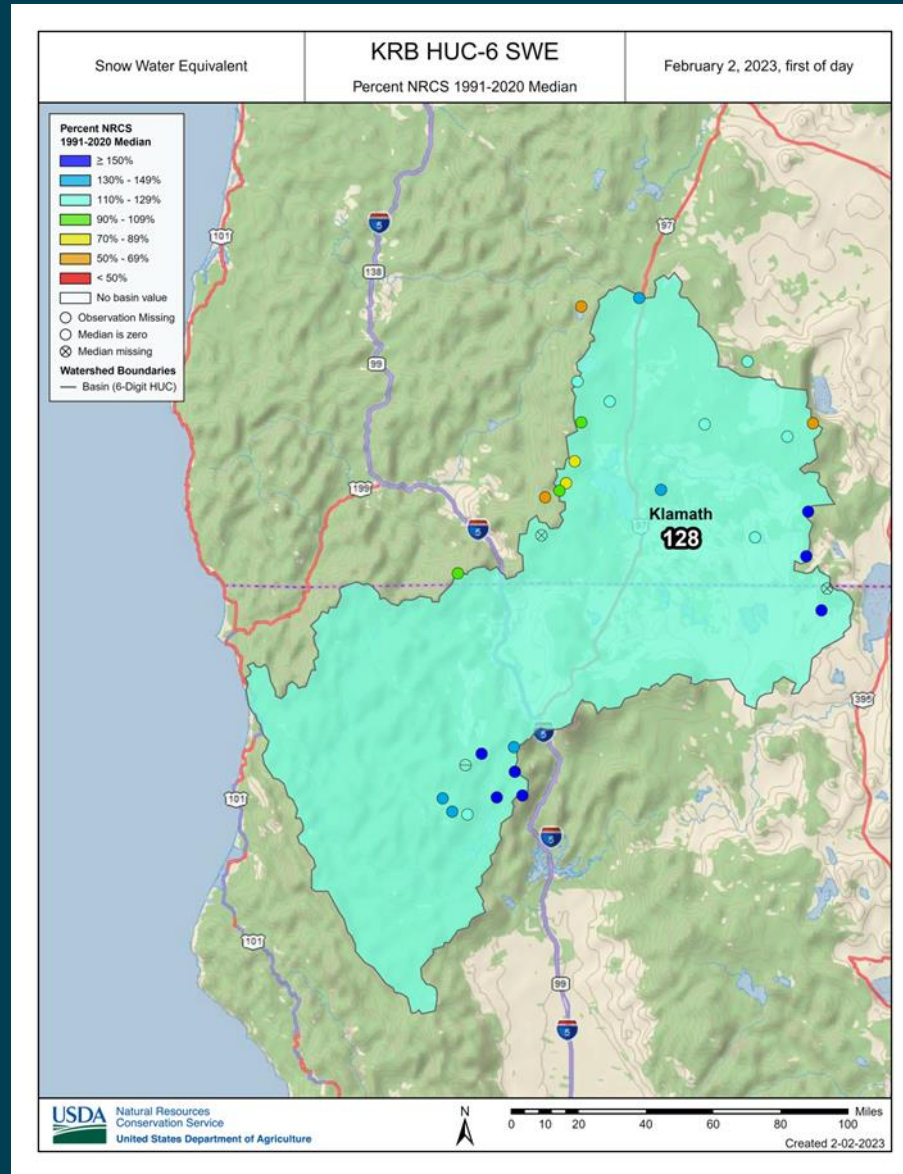 Snow Water Equivalent
KRB HUC-6 SWE
Percent NRCS 1991-2020 Median
February 2, 2023, first of day
Percent NRCS
1991-2020 Median
≥ 150%
130% - 149%
110% - 129%
90% - 109%
70% - 89%
50% - 69%
< 50%
No basin value
Observation Missing
Median is zero
Median missing
Watershed Boundaries
Basin (6-Digit HUC)
101
5
97
138
99
199
5
Klamath
128
97
395
5
101
5
101
99
5
USDA
Natural Resources
Conservation Service
United States Department of Agriculture
N
0 10 20 40 60 80 100 Miles
Created 2-02-2023